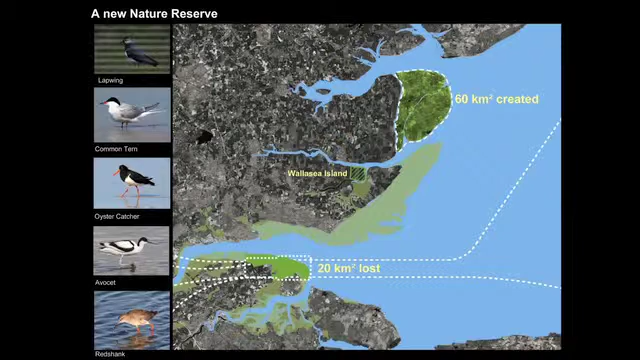 A new Nature Reserve
Lapwing
Common Tern
Oyster Catcher
Avocet
Redshank
60 km² created
Wallasea Island
20 km² lost